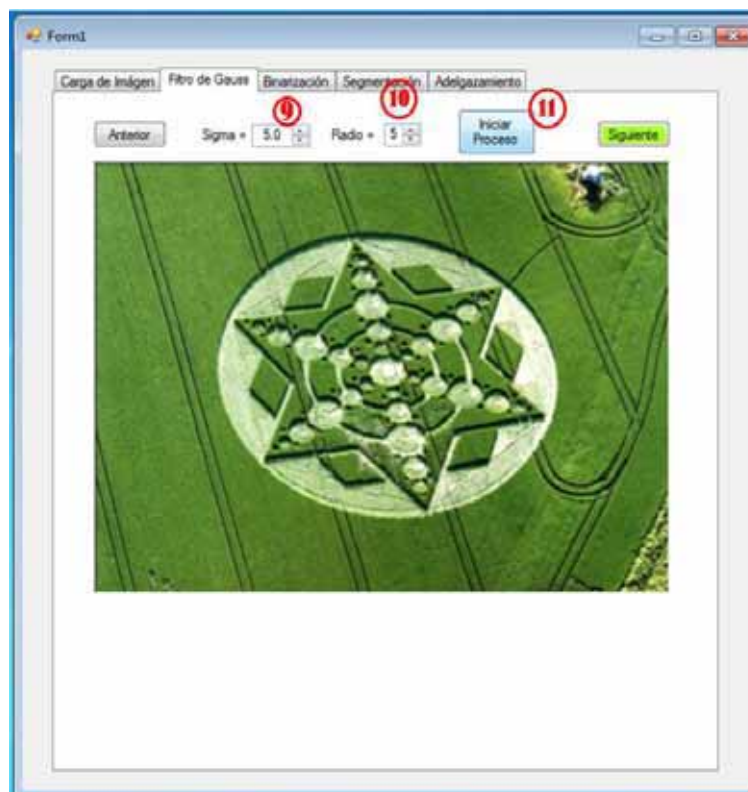 Form1
Carga de Imágen Filtro de Gauss Binarización Segmentación Adelgazamiento
9 10 11
Anterior Sigma = 5.0 Radio = 5 Iniciar Proceso Siguiente